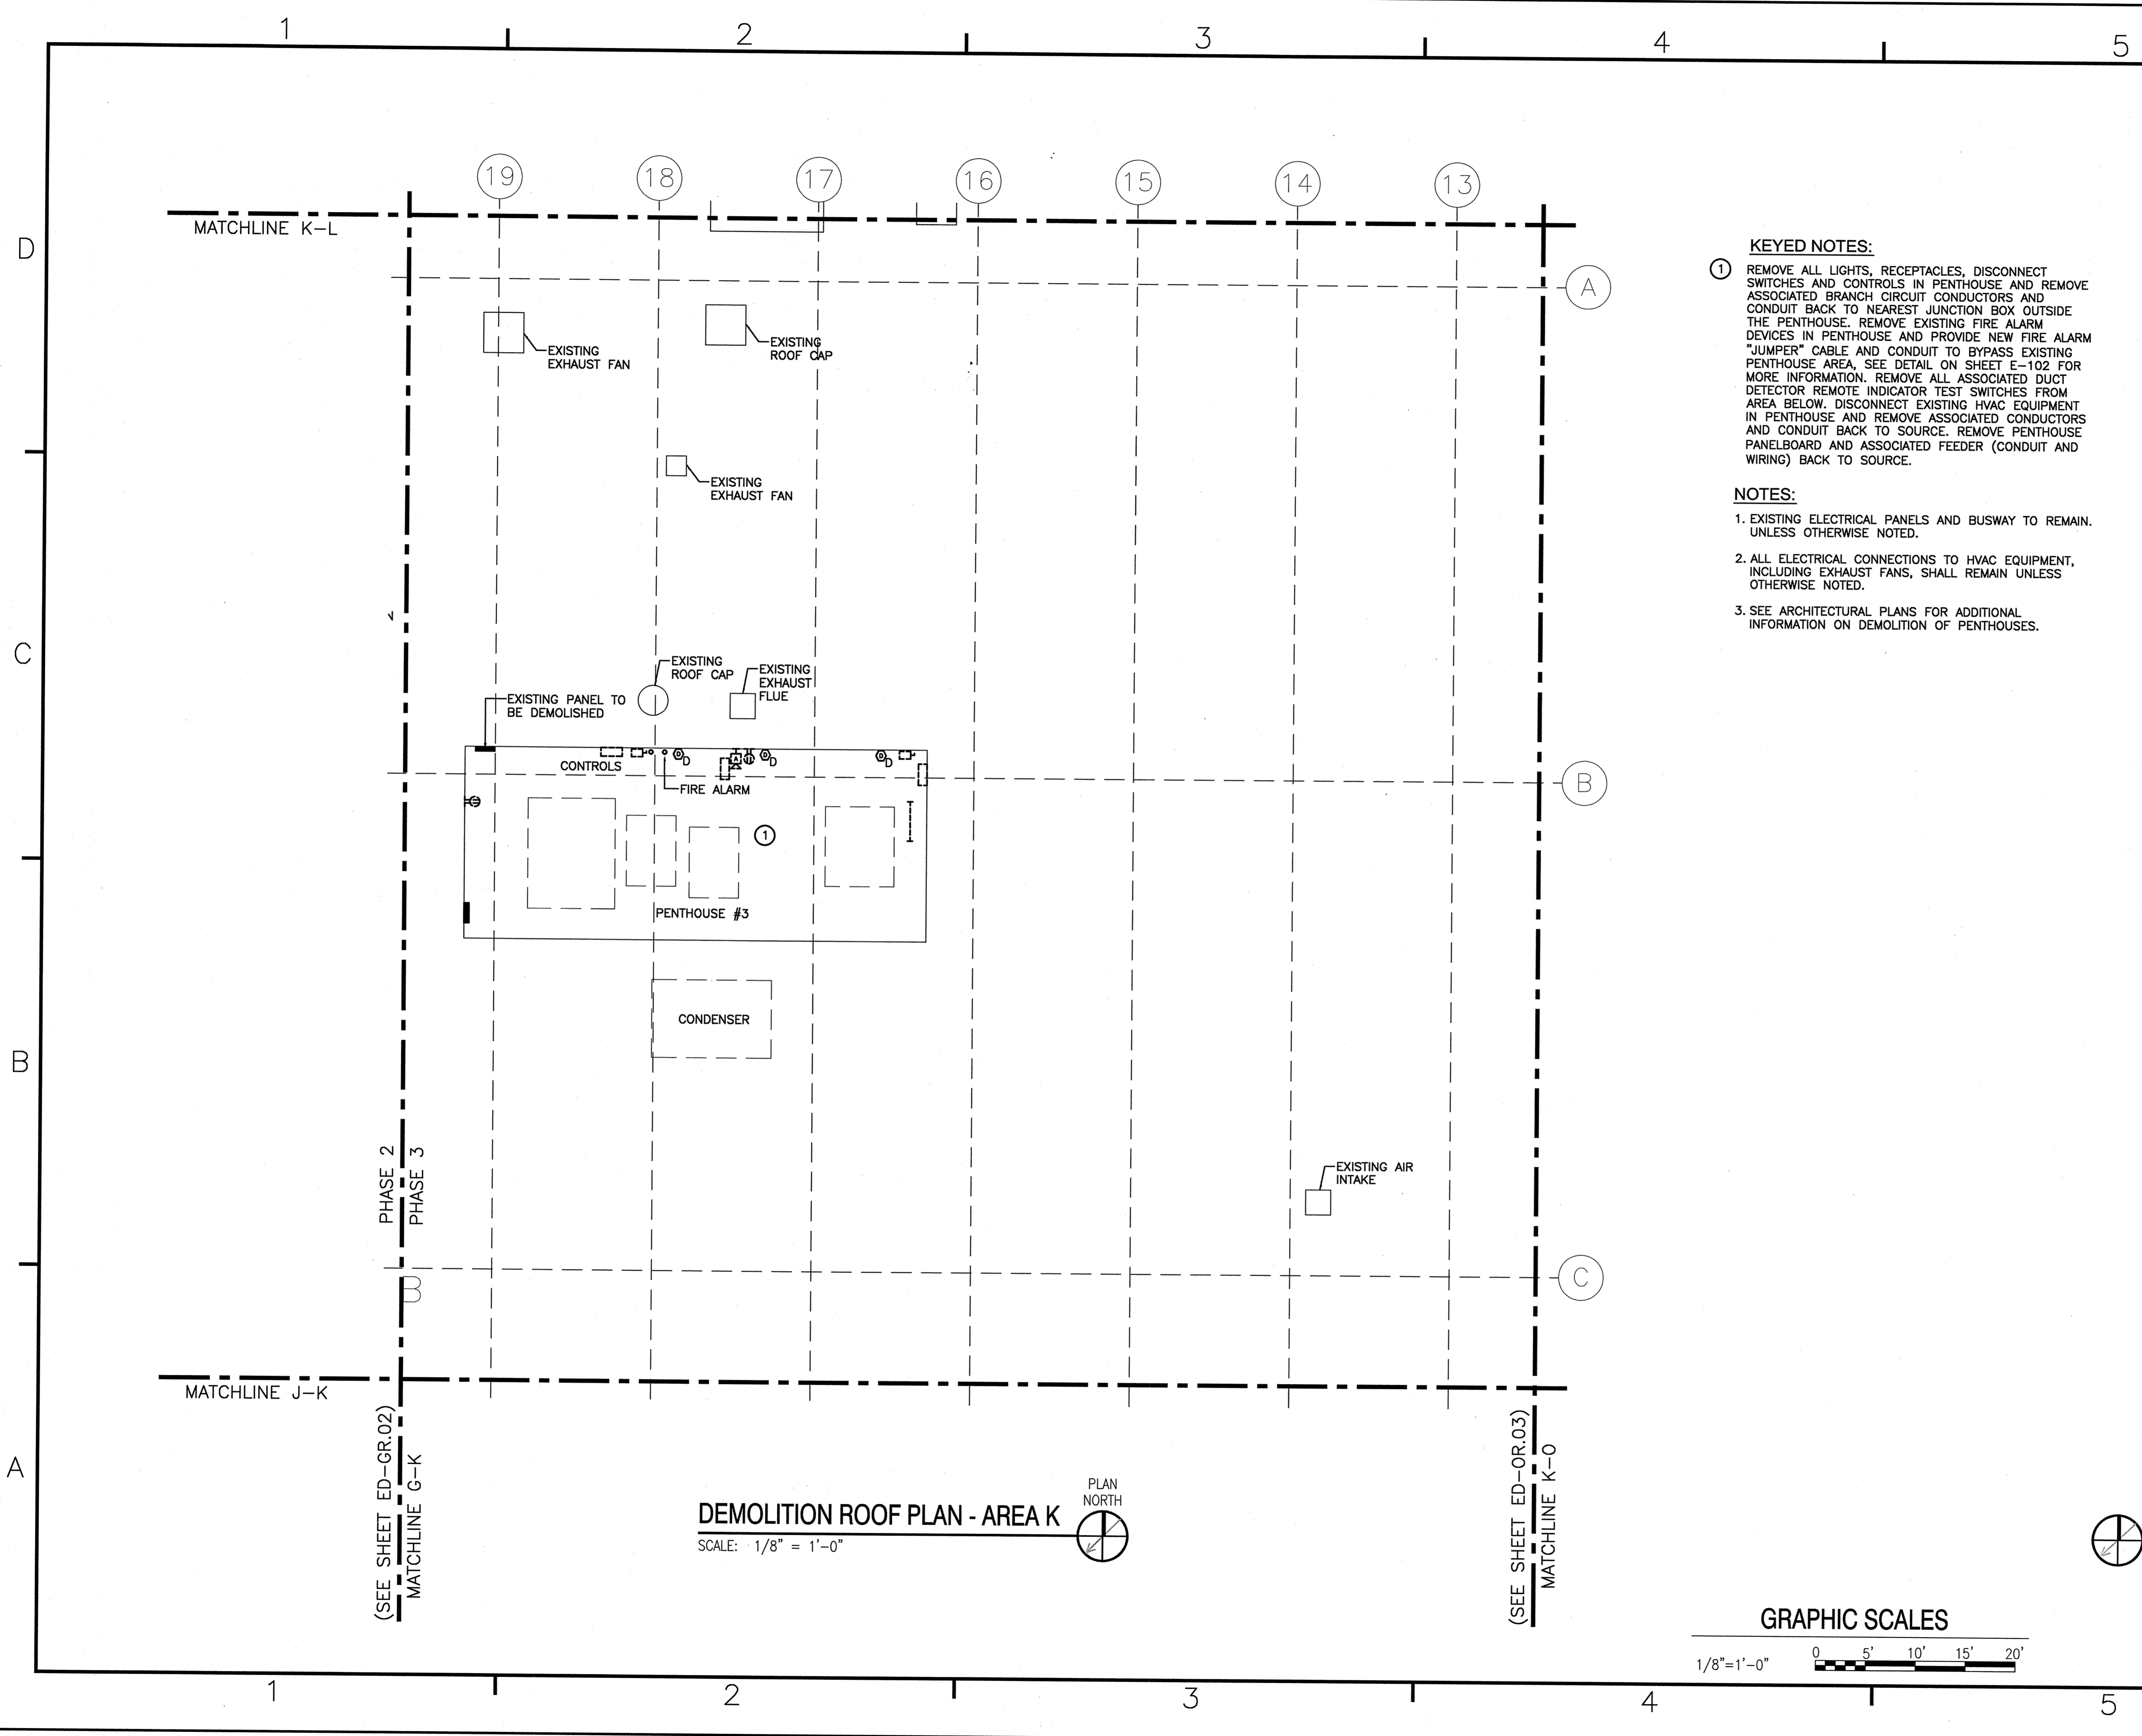 1 2 3 4 5
19 18 17 16 15 14 13
MATCHLINE K-L
D
A
EXISTING
EXHAUST FAN
EXISTING
ROOF CAP
EXISTING
EXHAUST FAN
C
EXISTING
ROOF CAP
EXISTING
EXHAUST
FLUE
EXISTING PANEL TO
BE DEMOLISHED
CONTROLS
D
D
D
FIRE ALARM
B
1
PENTHOUSE #3
CONDENSER
B
PHASE 2
PHASE 3
EXISTING AIR
INTAKE
B
C
MATCHLINE J-K
A
(SEE SHEET ED-GR.02)
MATCHLINE G-K
(SEE SHEET ED-OR.03)
MATCHLINE K-O
KEYED NOTES:
1 REMOVE ALL LIGHTS, RECEPTACLES, DISCONNECT
SWITCHES AND CONTROLS IN PENTHOUSE AND REMOVE
ASSOCIATED BRANCH CIRCUIT CONDUCTORS AND
CONDUIT BACK TO NEAREST JUNCTION BOX OUTSIDE
THE PENTHOUSE. REMOVE EXISTING FIRE ALARM
DEVICES IN PENTHOUSE AND PROVIDE NEW FIRE ALARM
"JUMPER" CABLE AND CONDUIT TO BYPASS EXISTING
PENTHOUSE AREA, SEE DETAIL ON SHEET E-102 FOR
MORE INFORMATION. REMOVE ALL ASSOCIATED DUCT
DETECTOR REMOTE INDICATOR TEST SWITCHES FROM
AREA BELOW. DISCONNECT EXISTING HVAC EQUIPMENT
IN PENTHOUSE AND REMOVE ASSOCIATED CONDUCTORS
AND CONDUIT BACK TO SOURCE. REMOVE PENTHOUSE
PANELBOARD AND ASSOCIATED FEEDER (CONDUIT AND
WIRING) BACK TO SOURCE.
NOTES:
1. EXISTING ELECTRICAL PANELS AND BUSWAY TO REMAIN.
UNLESS OTHERWISE NOTED.
2. ALL ELECTRICAL CONNECTIONS TO HVAC EQUIPMENT,
INCLUDING EXHAUST FANS, SHALL REMAIN UNLESS
OTHERWISE NOTED.
3. SEE ARCHITECTURAL PLANS FOR ADDITIONAL
INFORMATION ON DEMOLITION OF PENTHOUSES.
DEMOLITION ROOF PLAN - AREA K
SCALE: 1/8" = 1'-0"
PLAN
NORTH
GRAPHIC SCALES
1/8"=1'-0"
0 5' 10' 15' 20'
1 2 3 4 5